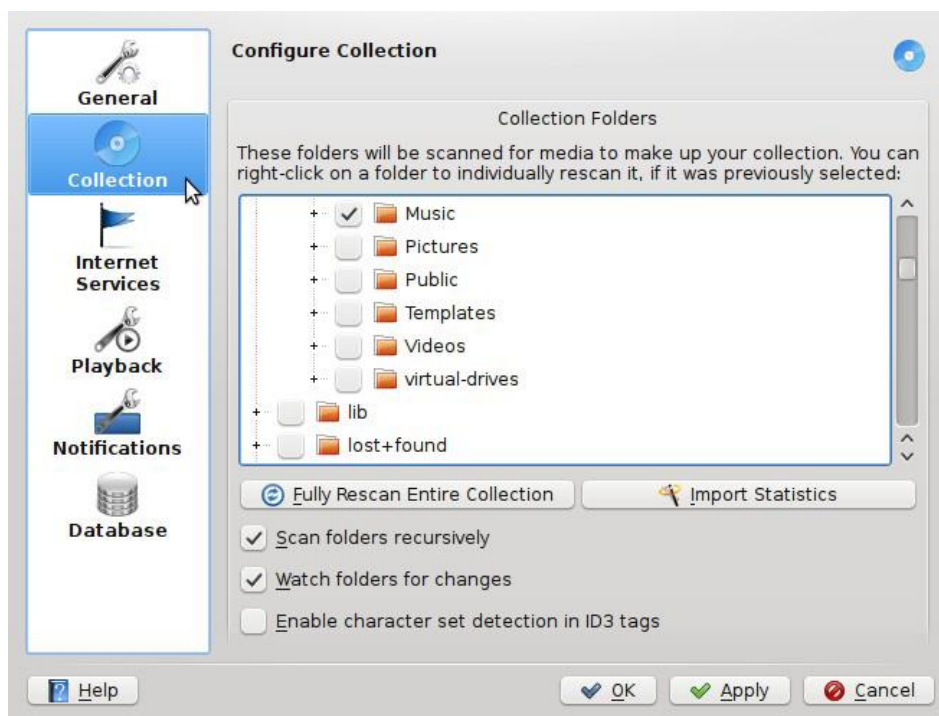 General
Collection
Internet
Services
Playback
Notifications
Database
Configure Collection
Collection Folders
These folders will be scanned for media to make up your collection. You can
right-click on a folder to individually rescan it, if it was previously selected:
Music
Pictures
Public
Templates
Videos
virtual-drives
lib
lost+found
Fully Rescan Entire Collection
Import Statistics
Scan folders recursively
Watch folders for changes
Enable character set detection in ID3 tags
Help
OK
Apply
Cancel